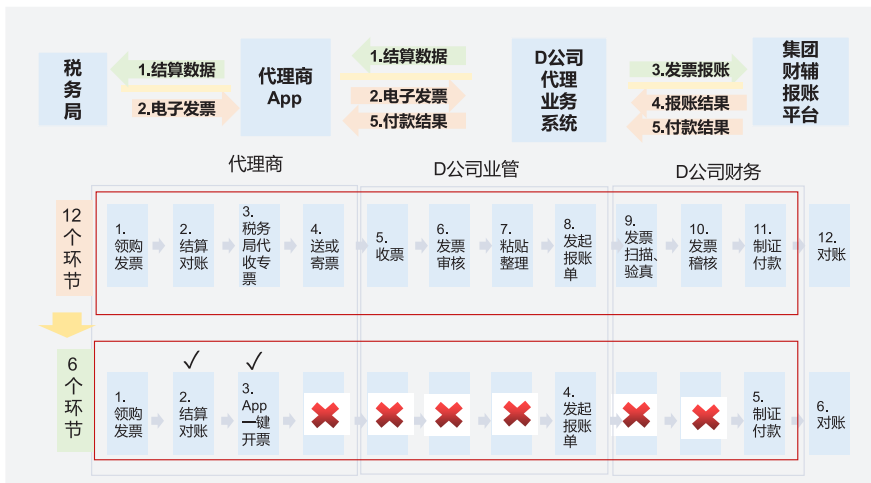 税
务
局
1.结算数据
2.电子发票
代理商
App
1.结算数据
2.电子发票
5.付款结果
D公司
代理
业务
系统
3.发票报账
4.报账结果
5.付款结果
集团
财辅
报账
平台
代理商
D公司业管
D公司财务
12
个
环
节
1.
领购
发票
2.
结算
对账
3.
税务
局代
收专
票
4.
送或
寄票
5.
收票
6.
发票
审核
7.
粘贴
整理
8.
发起
报账
单
9.
发票
扫描、
验真
10.
发票
稽核
11.
制证
付款
12.
对账
6
个
环
节
1.
领购
发票
2.
结算
对账
3.
App
一键
开票
4.
发起
报账
单
5.
制证
付款
6.
对账